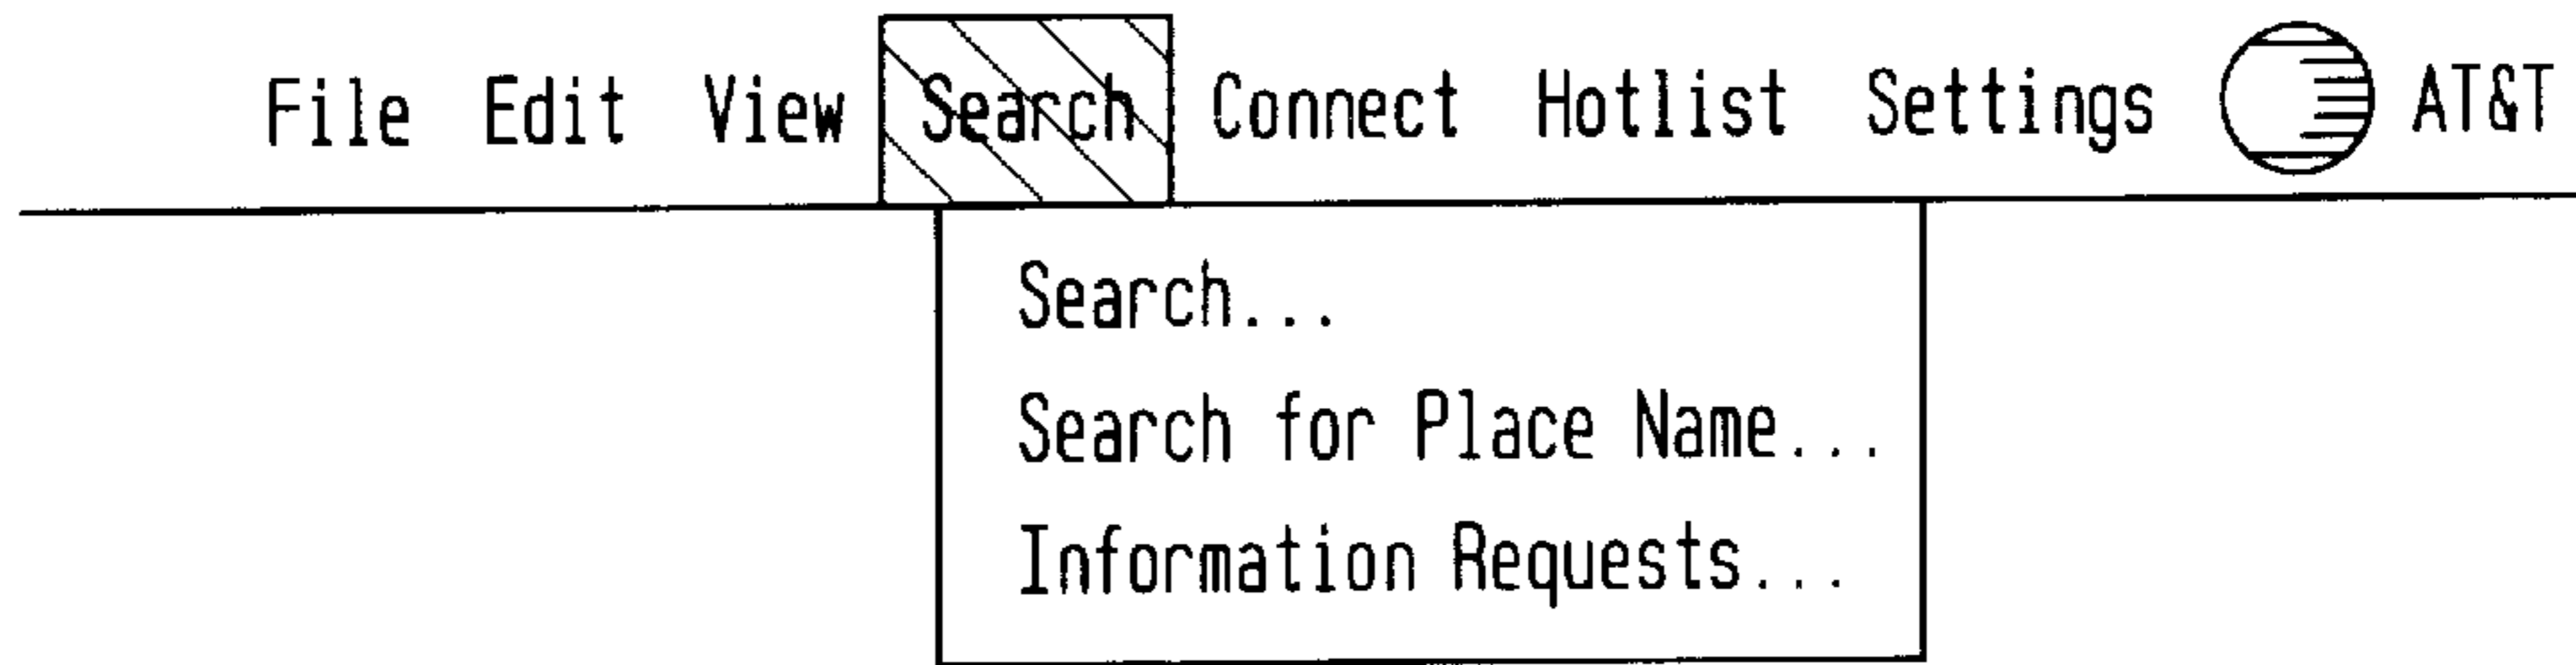 File Edit View Search Connect Hotlist Settings AT&T
Search...
Search for Place Name...
Information Requests...